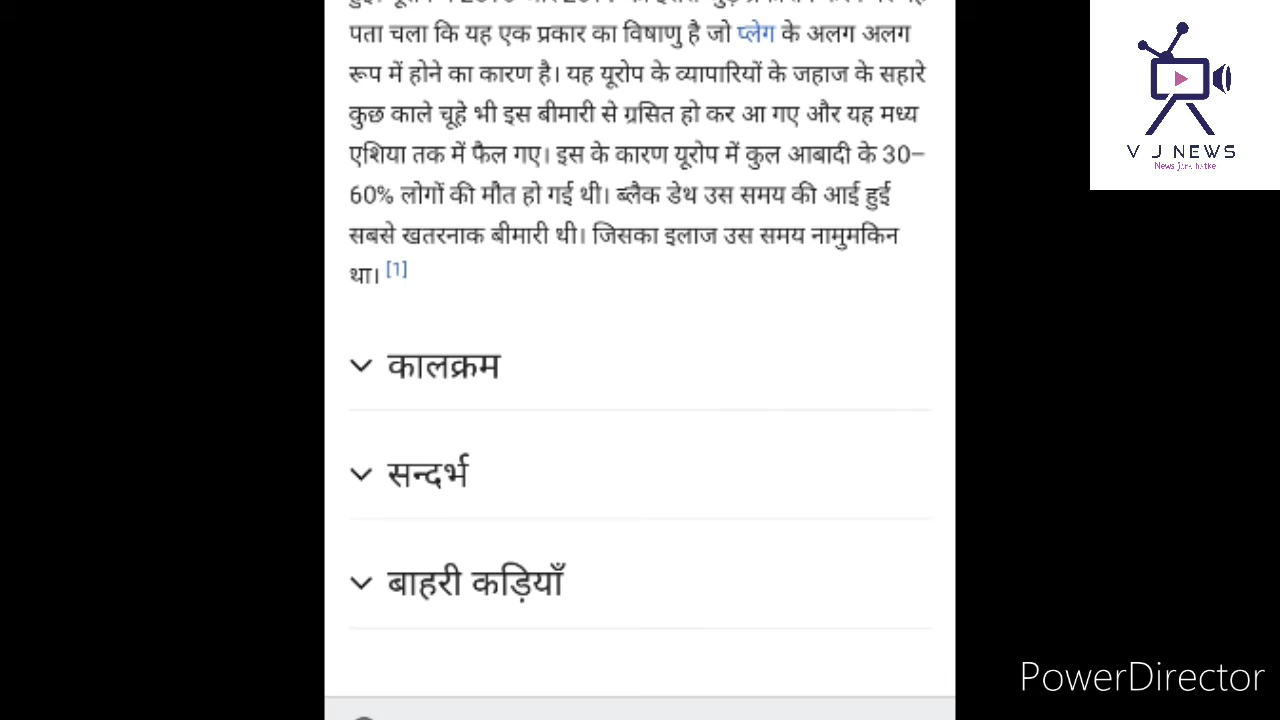 पता चला कि यह एक प्रकार का विषाणु है जो प्लेग के अलग अलग
रूप में होने का कारण है। यह यूरोप के व्यापारियों के जहाज के सहारे
कुछ काले चूहे भी इस बीमारी से ग्रसित हो कर आ गए और यह मध्य
एशिया तक में फैल गए। इस के कारण यूरोप में कुल आबादी के 30–
60% लोगों की मौत हो गई थी। ब्लैक डेथ उस समय की आई हुई
सबसे खतरनाक बीमारी थी। जिसका इलाज उस समय नामुमकिन
था। [1]
कालक्रम
सन्दर्भ
बाहरी कड़ियाँ
V J NEWS
PowerDirector